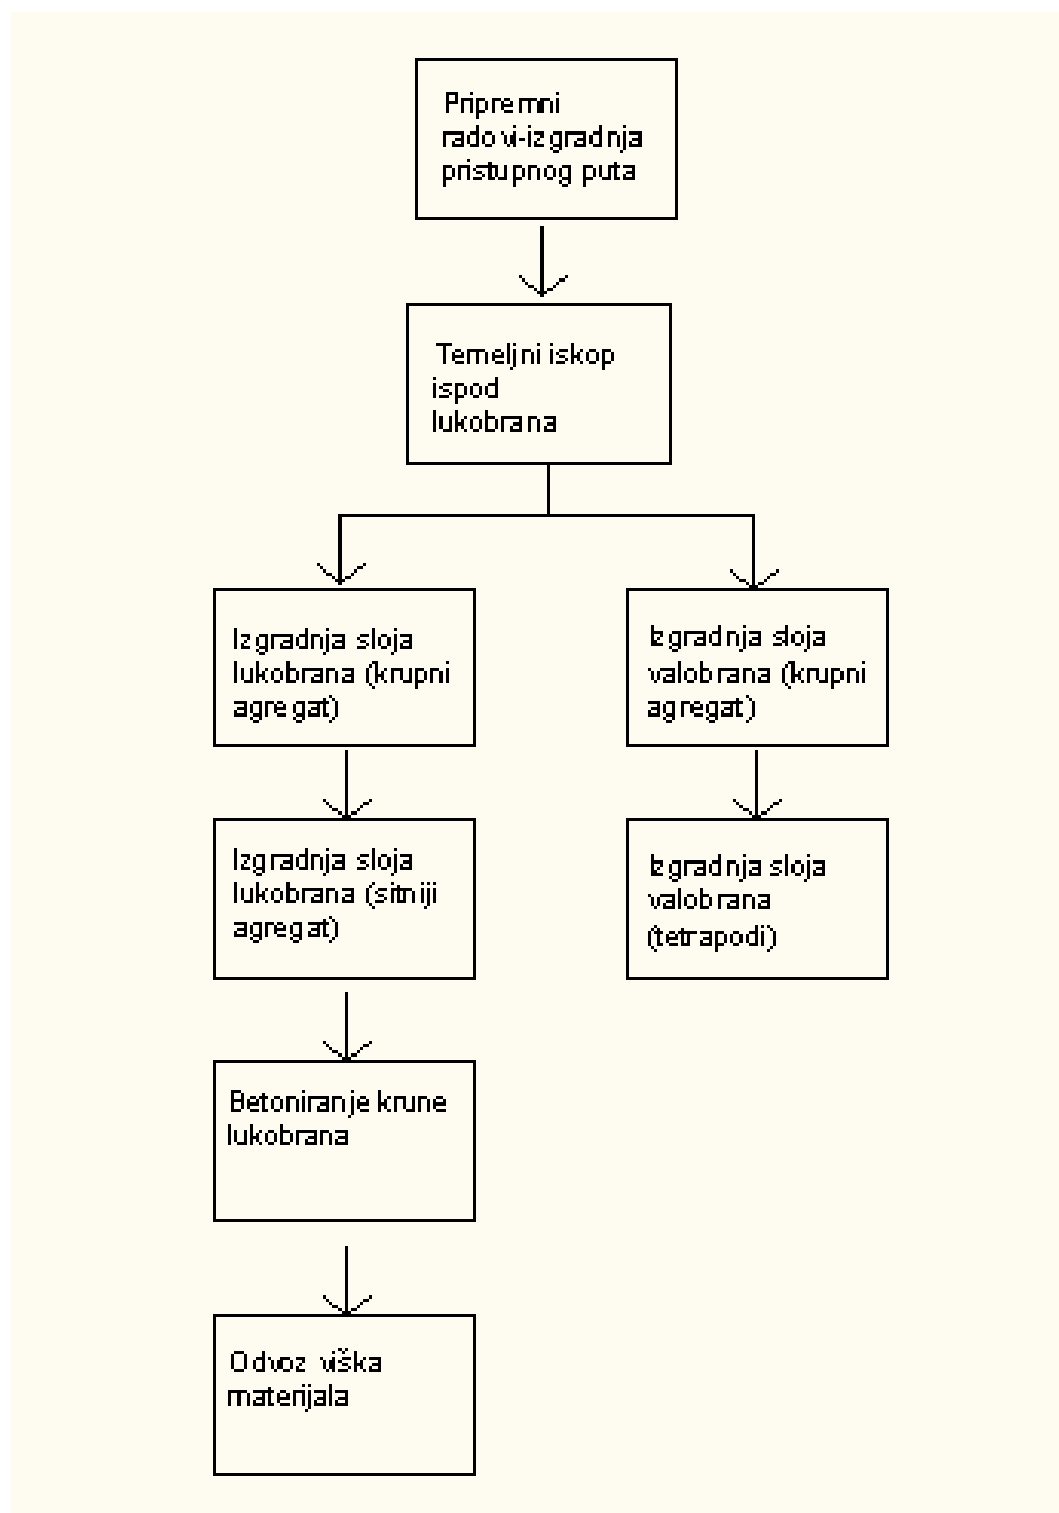 Pripremni
radovi-izgradnja
pristupnog puta
Temeljni iskop
ispod
lukobrana
Izgradnja sloja
lukobrana (krupni
agregat)
Izgradnja sloja
valobrana (krupni
agregat)
Izgradnja sloja
lukobrana (sitniji
agregat)
Izgradnja sloja
valobrana
(tetrapodi)
Betoniranje krune
lukobrana
Odvoz viška
materijala